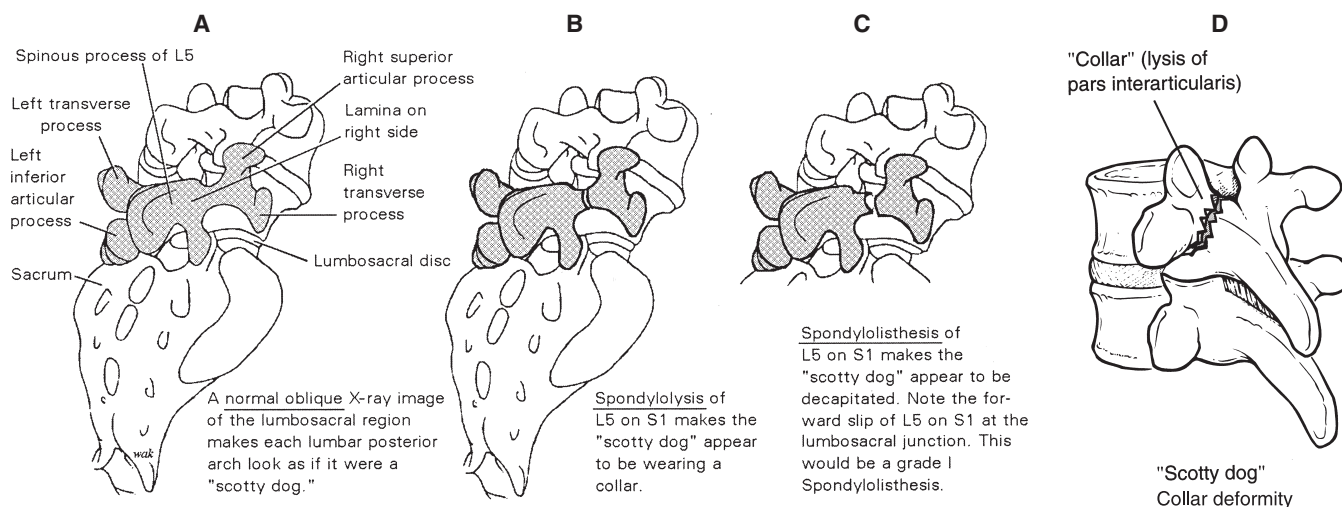 A
B
C
D
Spinous process of L5
Left transverse
process
Left
inferior
articular
process
Sacrum
Right superior
articular process
Lamina on
right side
Right
transverse
process
Lumbosacral disc
wak
A normal oblique X-ray image
of the lumbosacral region
makes each lumbar posterior
arch look as if it were a
"scotty dog."
Spondylolysis of
L5 on S1 makes the
"scotty dog" appear
to be wearing a
collar.
Spondylolisthesis of
L5 on S1 makes the
"scotty dog" appear to be
decapitated. Note the for-
ward slip of L5 on S1 at the
lumbosacral junction. This
would be a grade I
Spondylolisthesis.
"Collar" (lysis of
pars interarticularis)
"Scotty dog"
Collar deformity